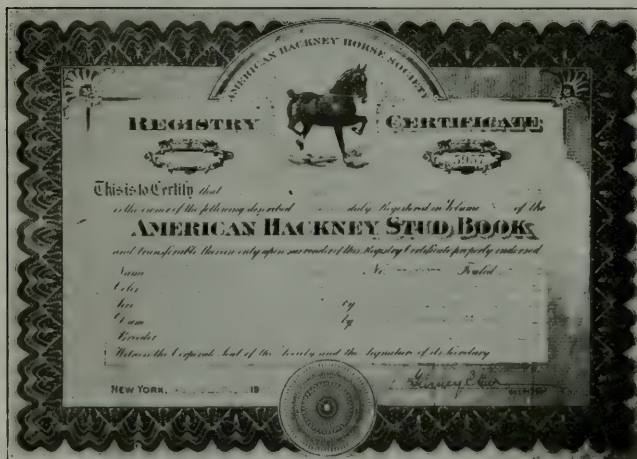 AMERICAN HACKNEY HORSE SOCIETY
REGISTRY CERTIFICATE
5957
This is to Certify that
is the owner of the following described duly Registered in Volume of the
AMERICAN HACKNEY STUD BOOK
and transferable therein only upon surrender of this Registry Certificate properly endorsed
Name No. Foaled
Color
Sire by
Dam by
Breeder
Witness the Corporate Seal of the Society and the Signature of its Secretary
NEW YORK, 19